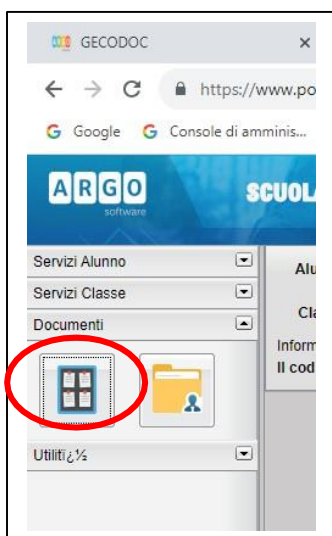 GECODOC
https://www.po
Google Console di amminis...
ARGO
software
SCUOL
Servizi Alunno
Alu
Servizi Classe
Cla
Documenti
Inform
Il cod
Utilitï¿½